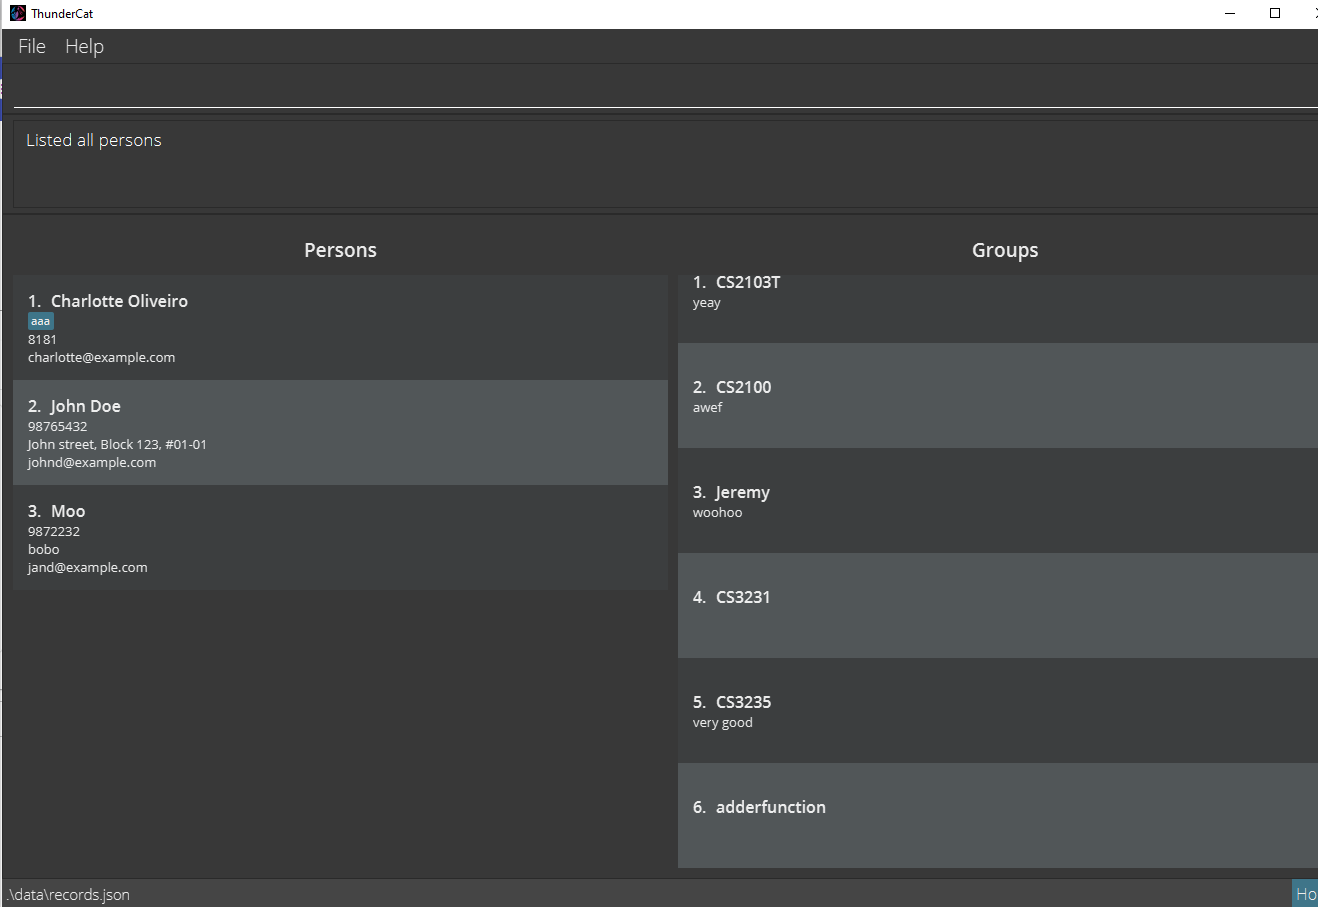 ThunderCat
File Help
Listed all persons
Persons
1. Charlotte Oliveiro
aaa
8181
charlotte@example.com
2. John Doe
98765432
John street, Block 123, #01-01
johnd@example.com
3. Moo
9872232
bobo
jand@example.com
Groups
1. CS2103T
yeay
2. CS2100
awef
3. Jeremy
woohoo
4. CS3231
5. CS3235
very good
6. adderfunction
.\data\records.json
Ho